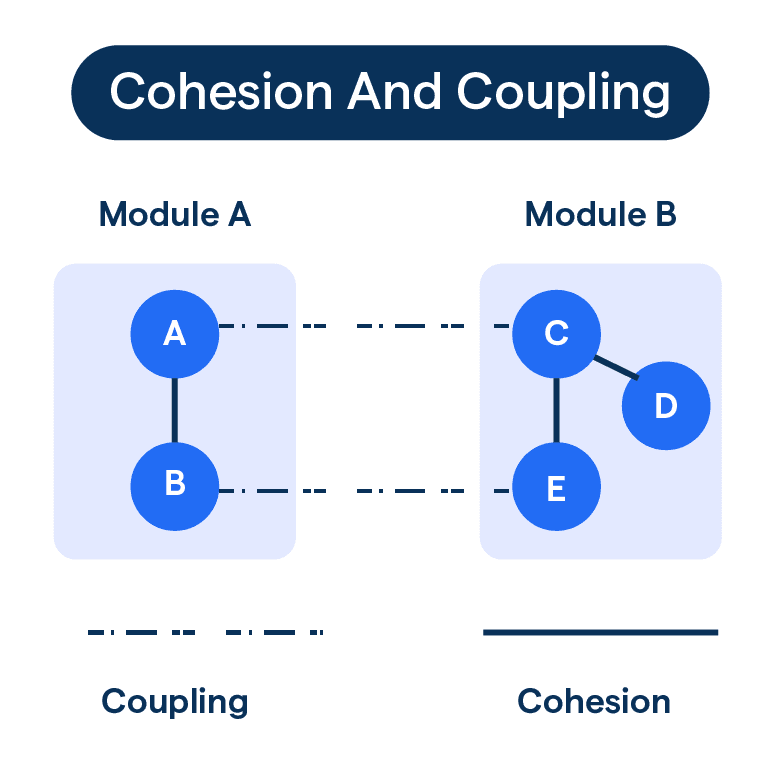 Cohesion And Coupling
Module A
Module B
A
C
D
B
E
Coupling
Cohesion